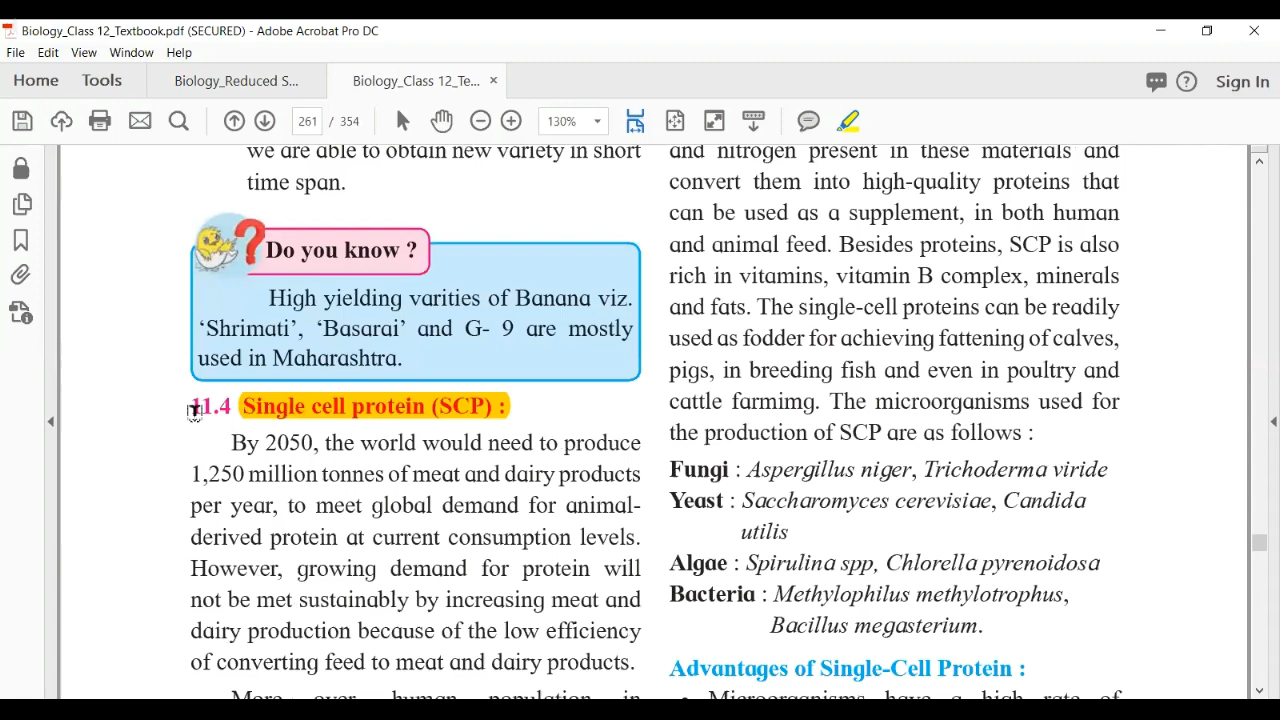 Biology_Class 12_Textbook.pdf (SECURED) - Adobe Acrobat Pro DC
File Edit View Window Help
Home Tools Biology_Reduced S... Biology_Class 12_Te... × Sign In
261 / 354 130%
we are able to obtain new variety in short
time span.
Do you know ?
High yielding varities of Banana viz.
‘Shrimati’, ‘Basarai’ and G- 9 are mostly
used in Maharashtra.
11.4 Single cell protein (SCP) :
By 2050, the world would need to produce
1,250 million tonnes of meat and dairy products
per year, to meet global demand for animal-
derived protein at current consumption levels.
However, growing demand for protein will
not be met sustainably by increasing meat and
dairy production because of the low efficiency
of converting feed to meat and dairy products.
More over human population in
and nitrogen present in these materials and
convert them into high-quality proteins that
can be used as a supplement, in both human
and animal feed. Besides proteins, SCP is also
rich in vitamins, vitamin B complex, minerals
and fats. The single-cell proteins can be readily
used as fodder for achieving fattening of calves,
pigs, in breeding fish and even in poultry and
cattle farmimg. The microorganisms used for
the production of SCP are as follows :
Fungi : Aspergillus niger, Trichoderma viride
Yeast : Saccharomyces cerevisiae, Candida
utilis
Algae : Spirulina spp, Chlorella pyrenoidosa
Bacteria : Methylophilus methylotrophus,
Bacillus megasterium.
Advantages of Single-Cell Protein :
• Microorganisms have a high rate of